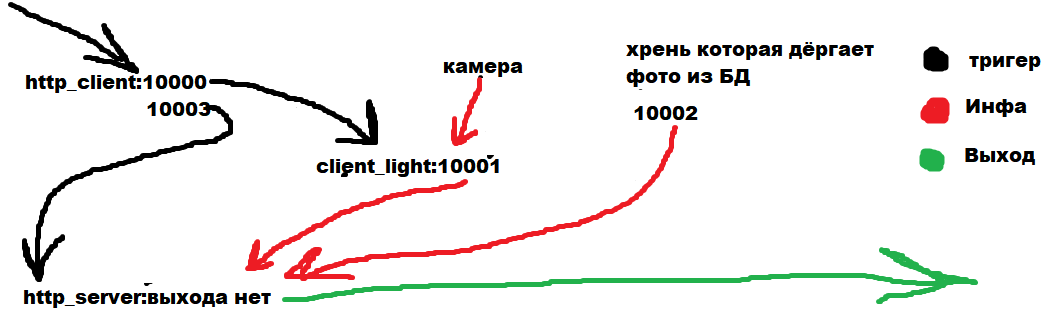 http_client:10000
10003
камера
client_light:10001
хрень которая дёргает
фото из БД
10002
тригер
Инфа
Выход
http_server:выхода нет